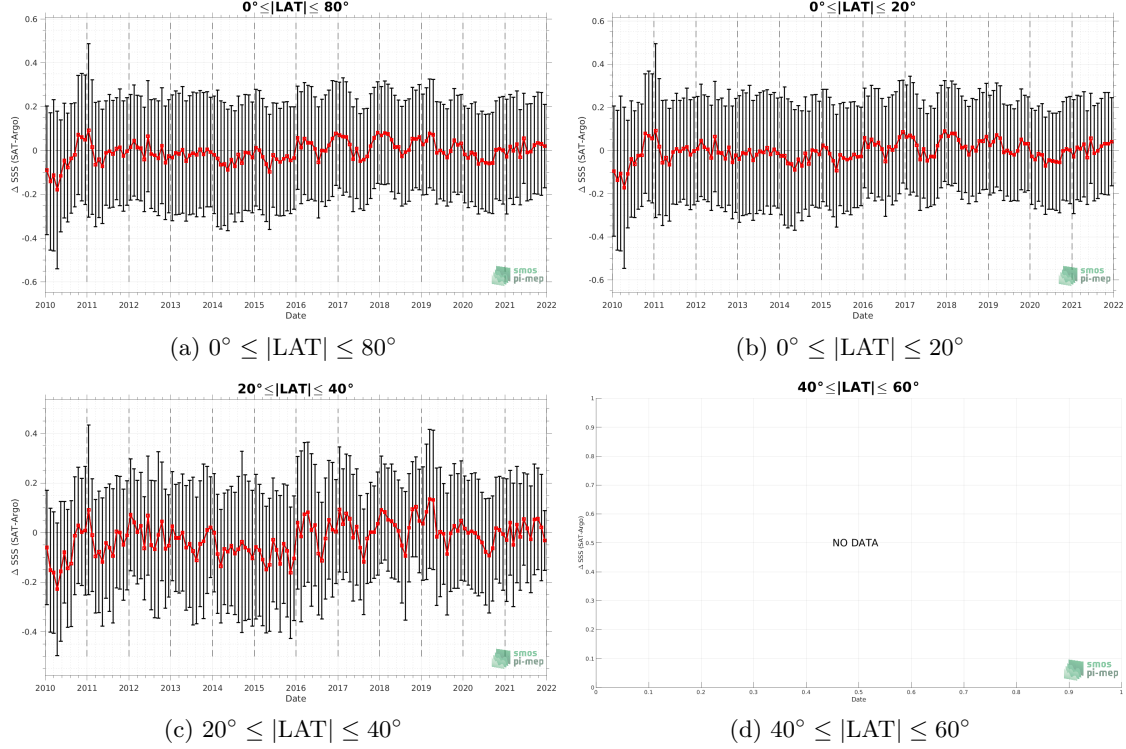 0°≤|LAT|≤ 80°
Δ SSS (SAT-Argo)
0.6
0.4
0.2
0
-0.2
-0.4
-0.6
2010 2011 2012 2013 2014 2015 2016 2017 2018 2019 2020 2021 2022
Date
smos
pi-mep
(a) 0° ≤ |LAT| ≤ 80°
0°≤|LAT|≤ 20°
Δ SSS (SAT-Argo)
0.6
0.4
0.2
0
-0.2
-0.4
-0.6
2010 2011 2012 2013 2014 2015 2016 2017 2018 2019 2020 2021 2022
Date
smos
pi-mep
(b) 0° ≤ |LAT| ≤ 20°
20°≤|LAT|≤ 40°
Δ SSS (SAT-Argo)
0.4
0.2
0
-0.2
-0.4
2010 2011 2012 2013 2014 2015 2016 2017 2018 2019 2020 2021 2022
Date
smos
pi-mep
(c) 20° ≤ |LAT| ≤ 40°
40°≤|LAT|≤ 60°
Δ SSS (SAT-Argo)
1
0.9
0.8
0.7
0.6
0.5
0.4
0.3
0.2
0.1
0
NO DATA
0 0.1 0.2 0.3 0.4 0.5 0.6 0.7 0.8 0.9 1
Date
smos
pi-mep
(d) 40° ≤ |LAT| ≤ 60°